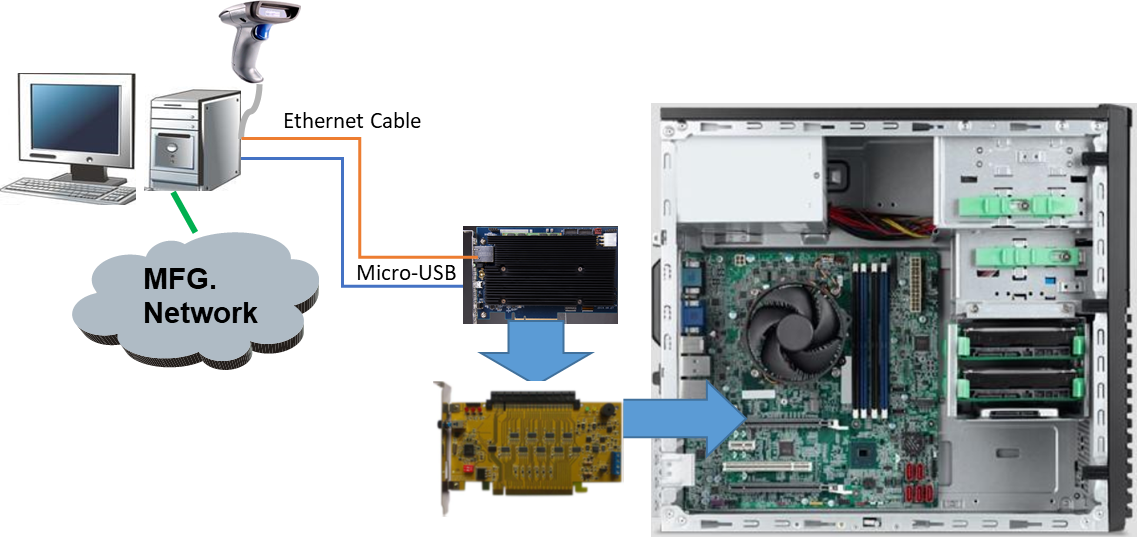 Ethernet Cable
Micro-USB
MFG.
Network